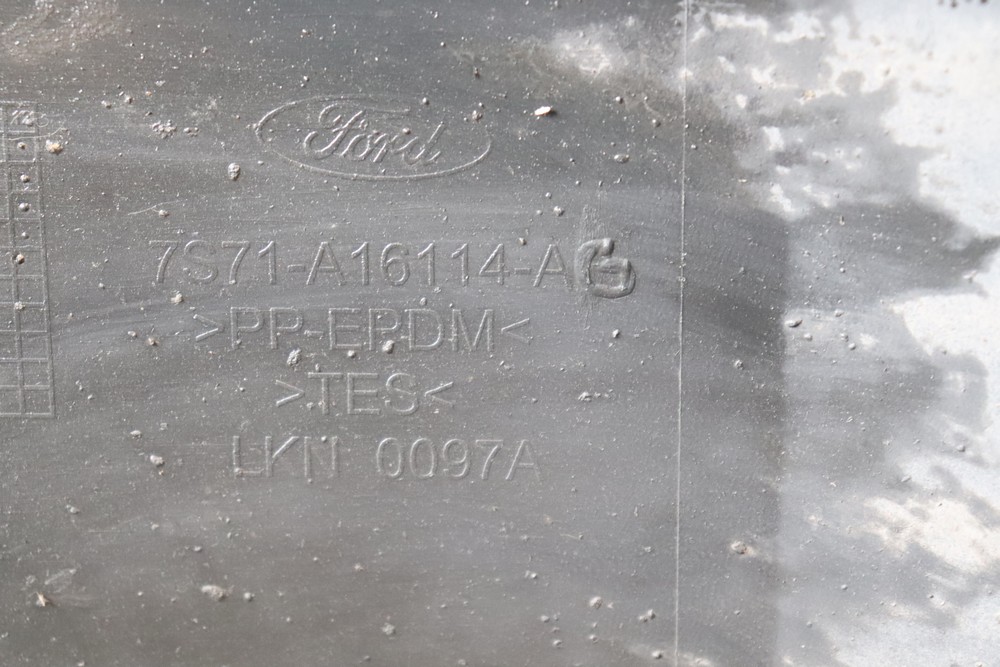 Ford
7S71-A16114-AG
>PP-EPDM<
>TES<
LKN 0097A